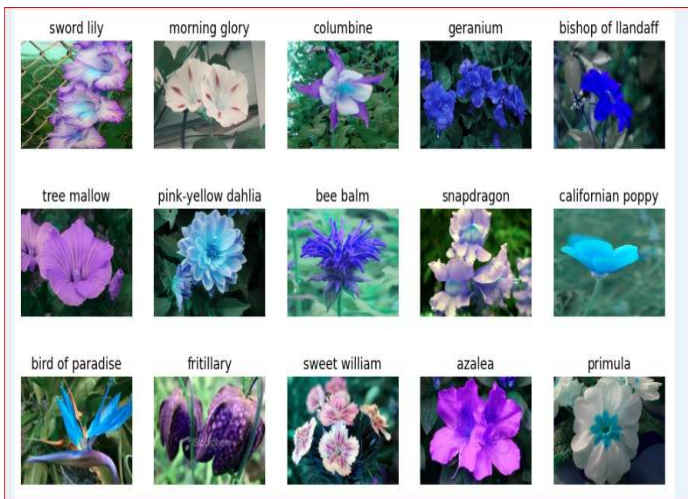 sword lily
morning glory
columbine
geranium
bishop of llandaff
tree mallow
pink-yellow dahlia
bee balm
snapdragon
californian poppy
bird of paradise
fritillary
sweet william
azalea
primula